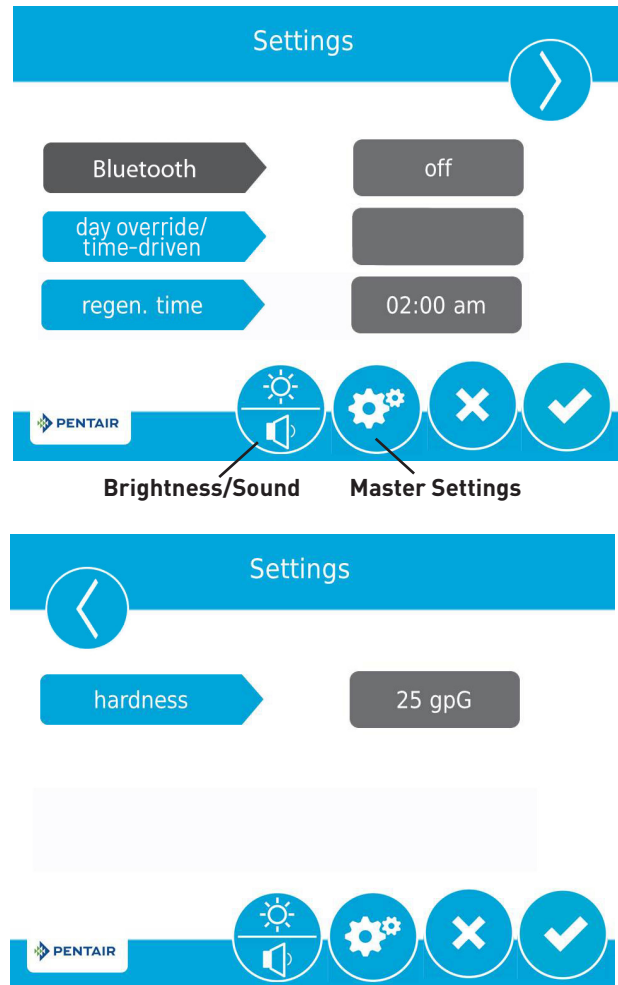 Settings
Bluetooth
off
day override/
time-driven
regen. time
02:00 am
PENTAIR
Brightness/Sound
Master Settings
Settings
hardness
25 gpG
PENTAIR